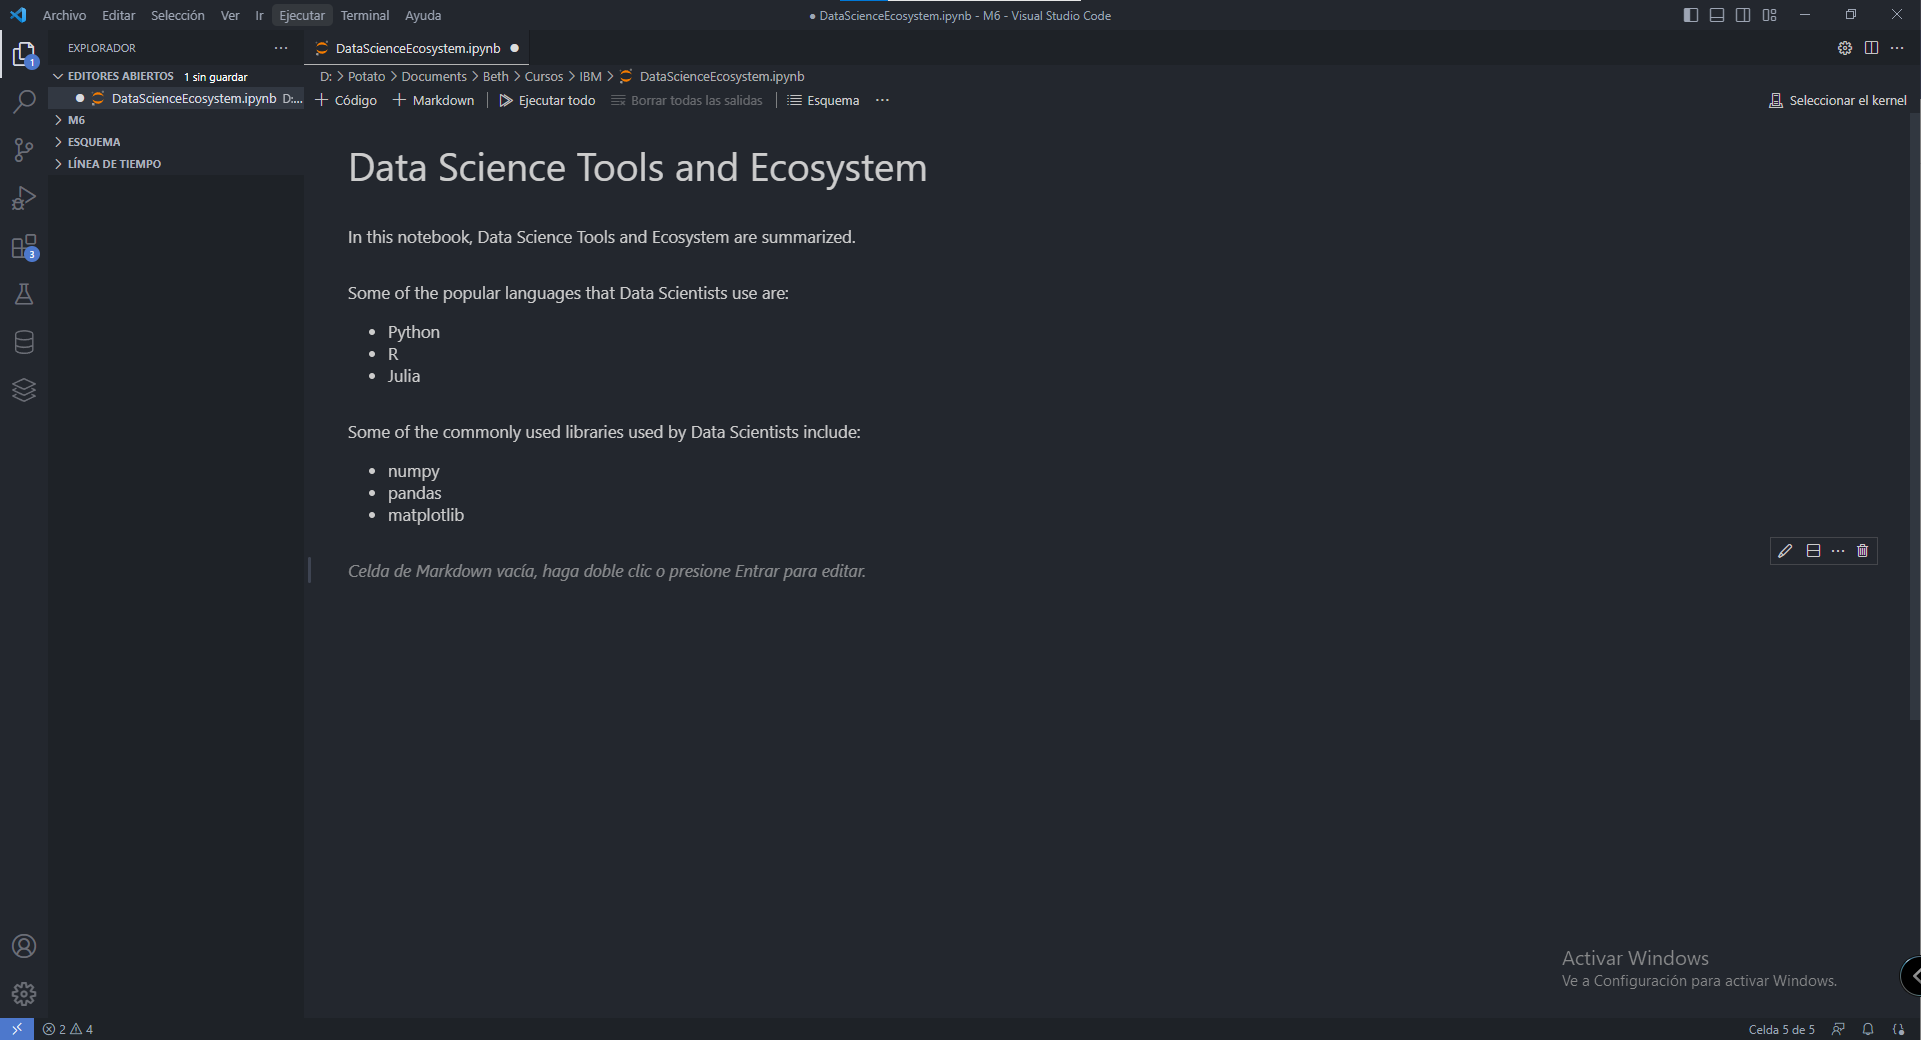 Archivo Editar Selección Ver Ir Ejecutar Terminal Ayuda
● DataScienceEcosystem.ipynb - M6 - Visual Studio Code
EXPLORADOR ···
DataScienceEcosystem.ipynb ●
EDITORES ABIERTOS 1 sin guardar
● DataScienceEcosystem.ipynb D:...
M6
ESQUEMA
LÍNEA DE TIEMPO
1
3
D: > Potato > Documents > Beth > Cursos > IBM > DataScienceEcosystem.ipynb
+ Código + Markdown | Ejecutar todo Borrar todas las salidas | Esquema ···
Seleccionar el kernel
Data Science Tools and Ecosystem
In this notebook, Data Science Tools and Ecosystem are summarized.
Some of the popular languages that Data Scientists use are:
• Python
• R
• Julia
Some of the commonly used libraries used by Data Scientists include:
• numpy
• pandas
• matplotlib
Celda de Markdown vacía, haga doble clic o presione Entrar para editar.
Activar Windows
Ve a Configuración para activar Windows.
2 4
Celda 5 de 5